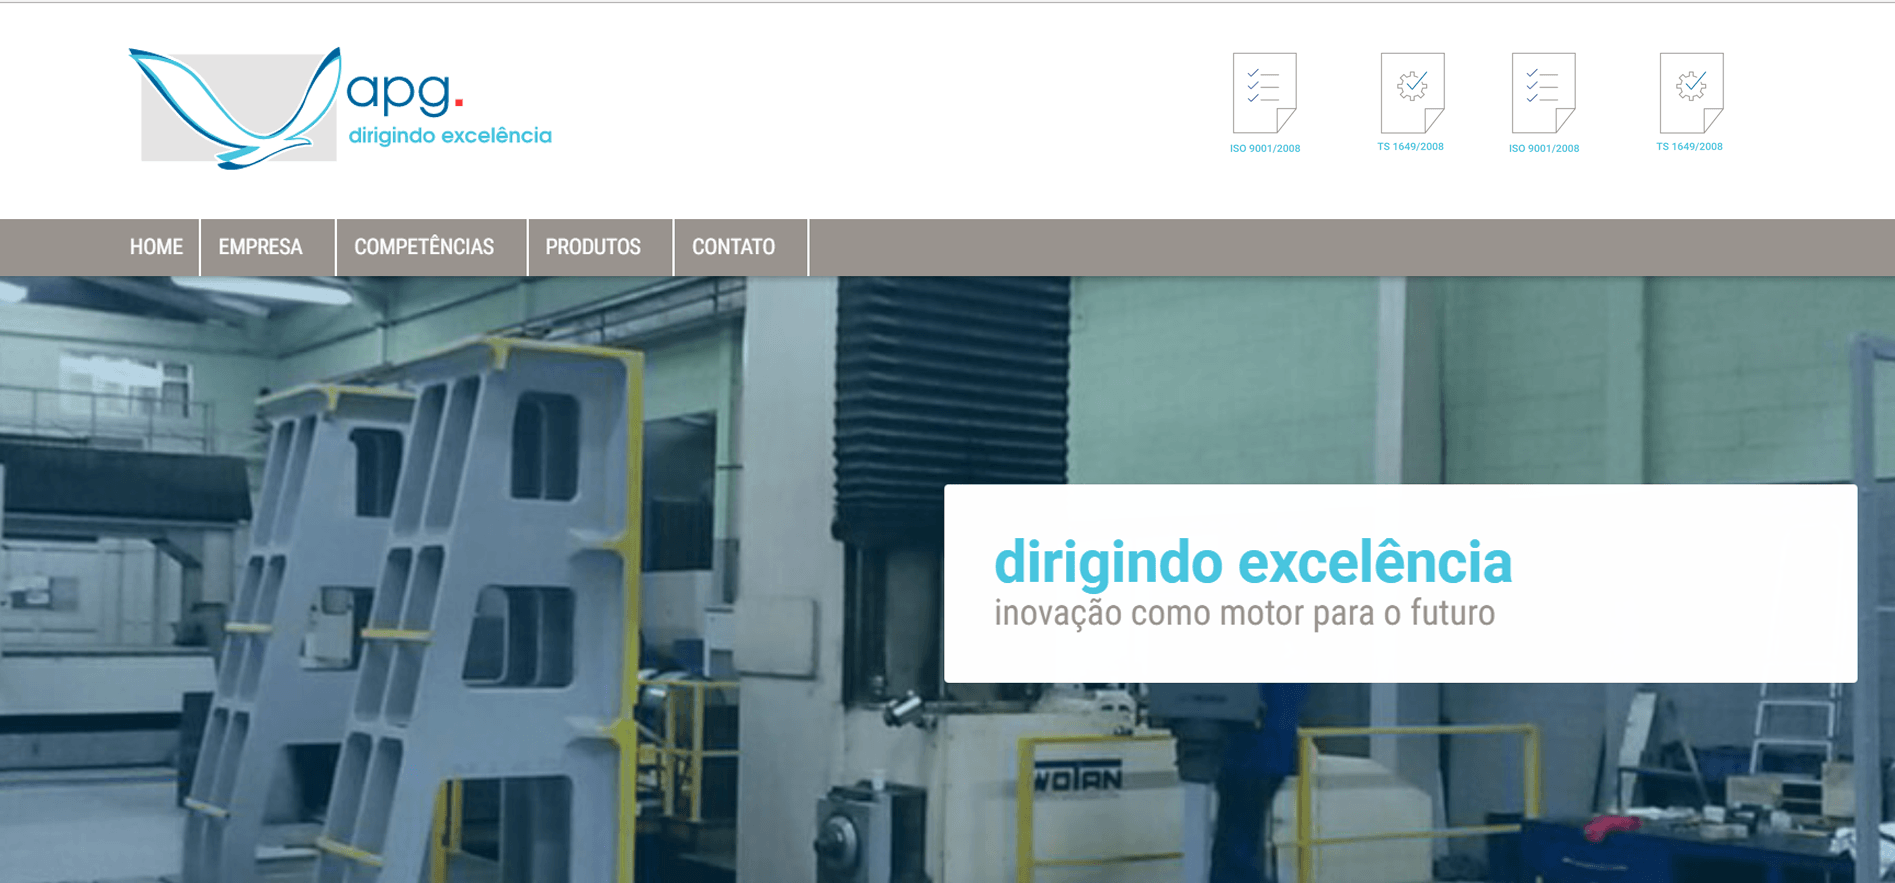 apg.
dirigindo excelência
ISO 9001/2008
TS 1649/2008
ISO 9001/2008
TS 1649/2008
HOME
EMPRESA
COMPETÊNCIAS
PRODUTOS
CONTATO
dirigindo excelência
inovação como motor para o futuro
WOTAN